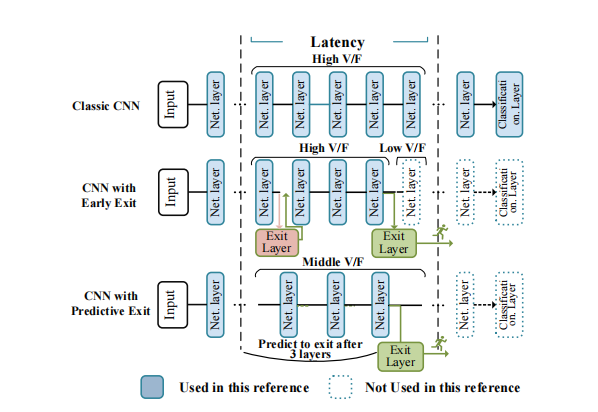 Latency
High V/F
Classic CNN
Input
Net. layer
...
Net. layer
Net. layer
Net. layer
Net. layer
Net. layer
...
Net. layer
Classificati
on. Layer
High V/F
Low V/F
CNN with
Early Exit
Input
Net. layer
...
Net. layer
Net. layer
Net. layer
Net. layer
Net. layer
...
Net. layer
Classificati
on. Layer
Exit
Layer
Exit
Layer
Middle V/F
CNN with
Predictive Exit
Input
Net. layer
...
Net. layer
Net. layer
Net. layer
...
Net. layer
Classificati
on. Layer
Predict to exit after
3 layers
Exit
Layer
Used in this reference
Not Used in this reference